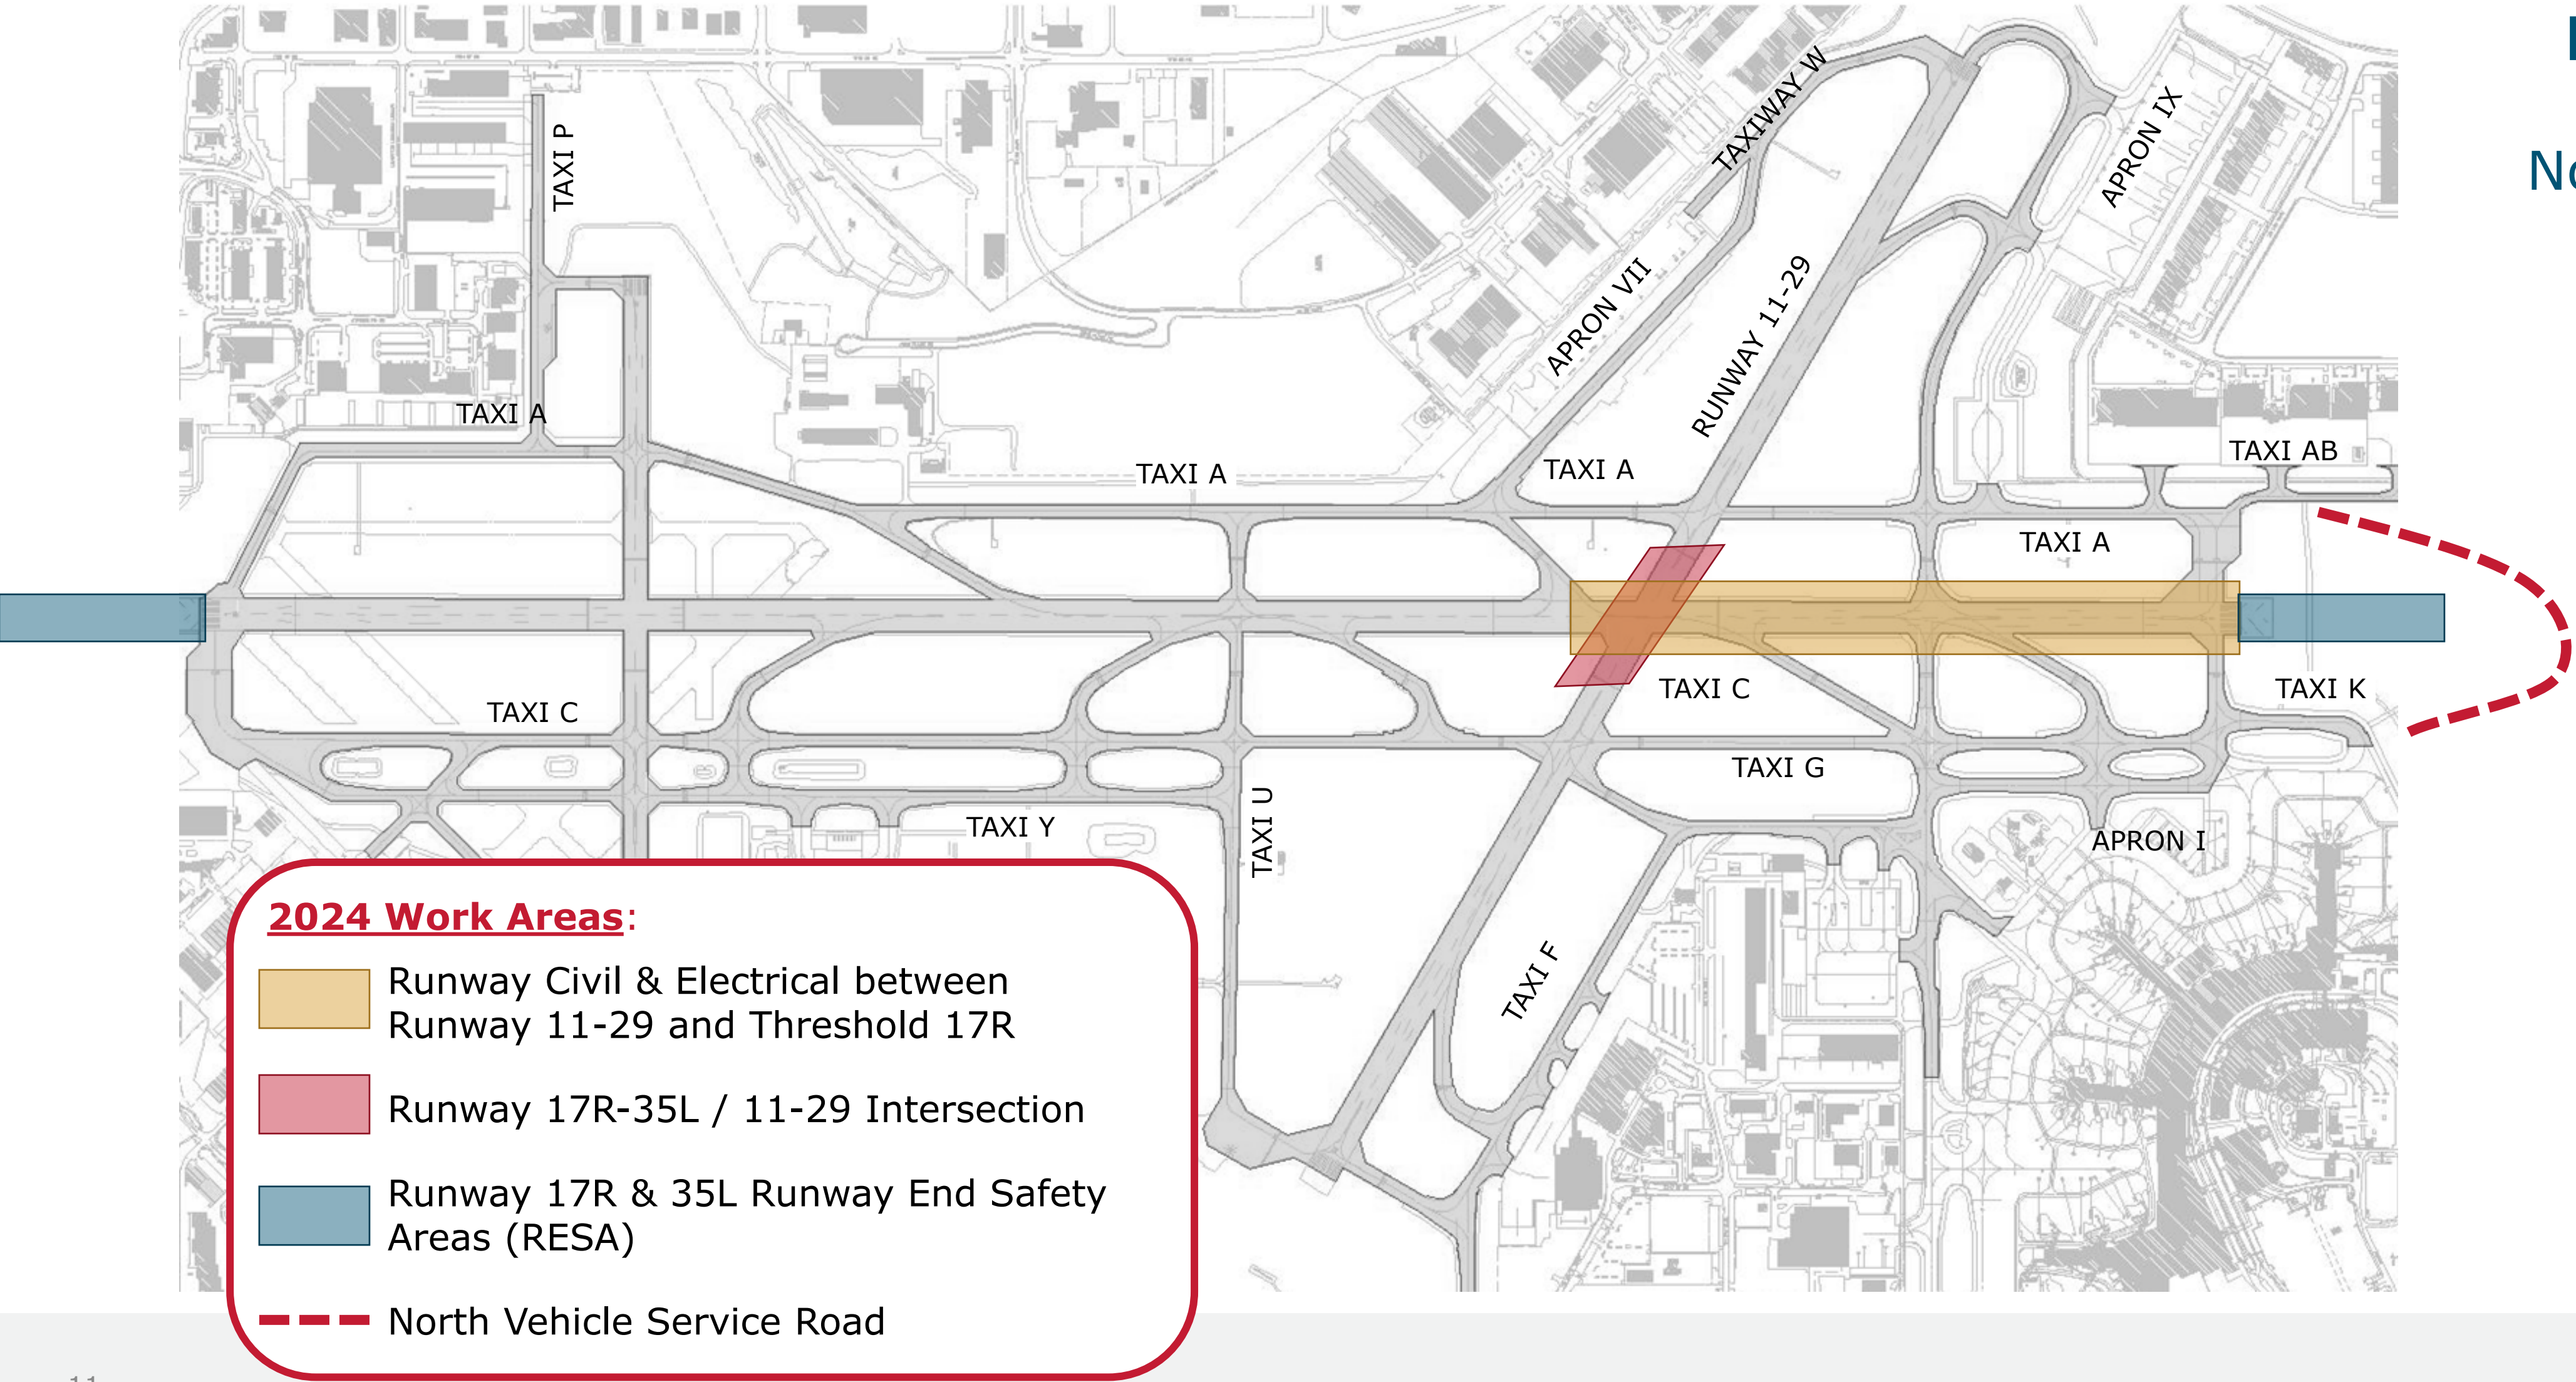 No
TAXIWAY W
APRON IX
TAXI P
APRON VII
RUNWAY 11-29
TAXI A
TAXI A
TAXI A
TAXI AB
TAXI A
TAXI C
TAXI K
TAXI C
TAXI G
TAXI Y
TAXI U
APRON I
TAXI F
2024 Work Areas:
Runway Civil & Electrical between
Runway 11-29 and Threshold 17R
Runway 17R-35L / 11-29 Intersection
Runway 17R & 35L Runway End Safety
Areas (RESA)
North Vehicle Service Road
11